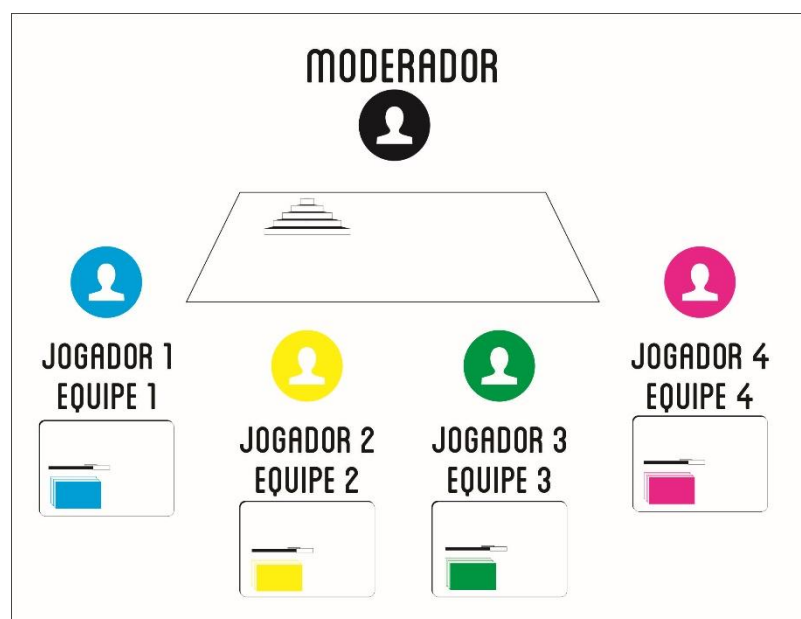 MODERADOR
JOGADOR 1
EQUIPE 1
JOGADOR 2
EQUIPE 2
JOGADOR 3
EQUIPE 3
JOGADOR 4
EQUIPE 4